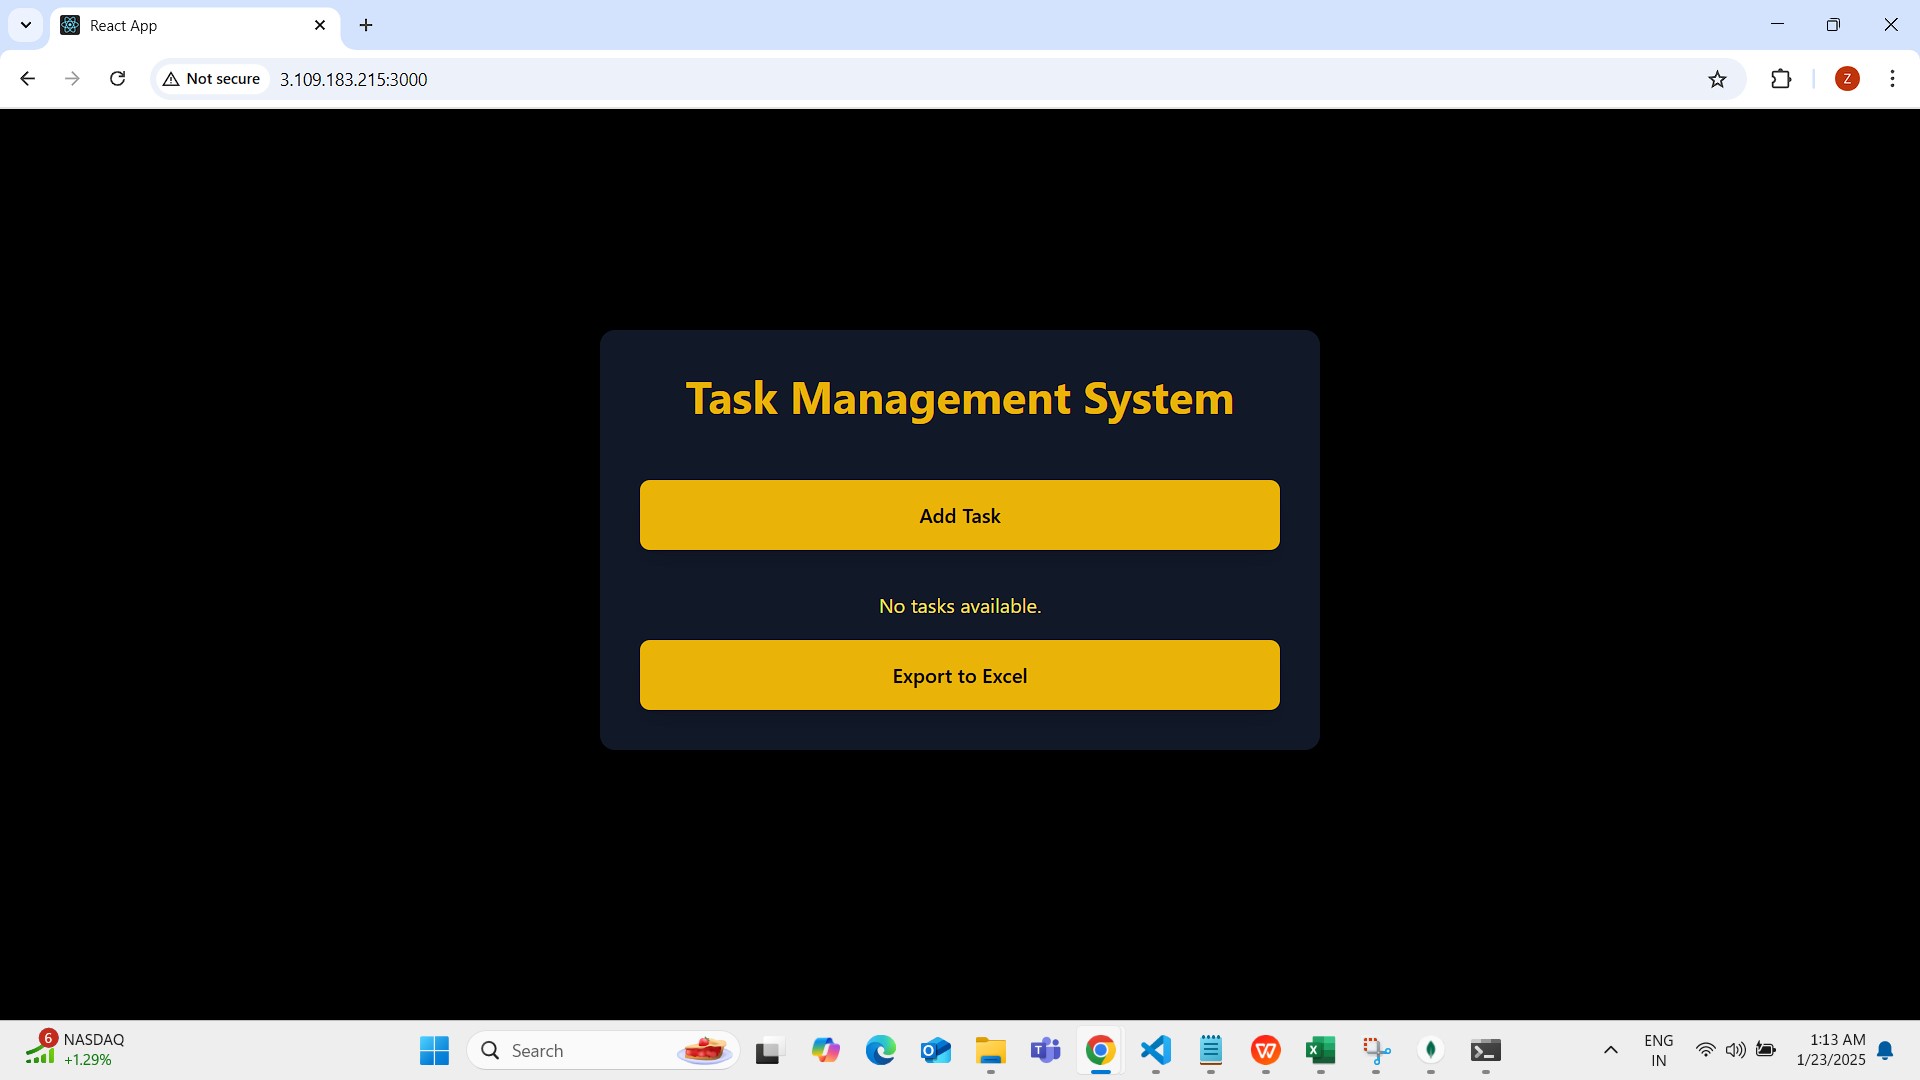 React App
Not secure
3.109.183.215:3000
Z
Task Management System
Add Task
No tasks available.
Export to Excel
6
NASDAQ
+1.29%
Search
ENG
IN
1:13 AM
1/23/2025